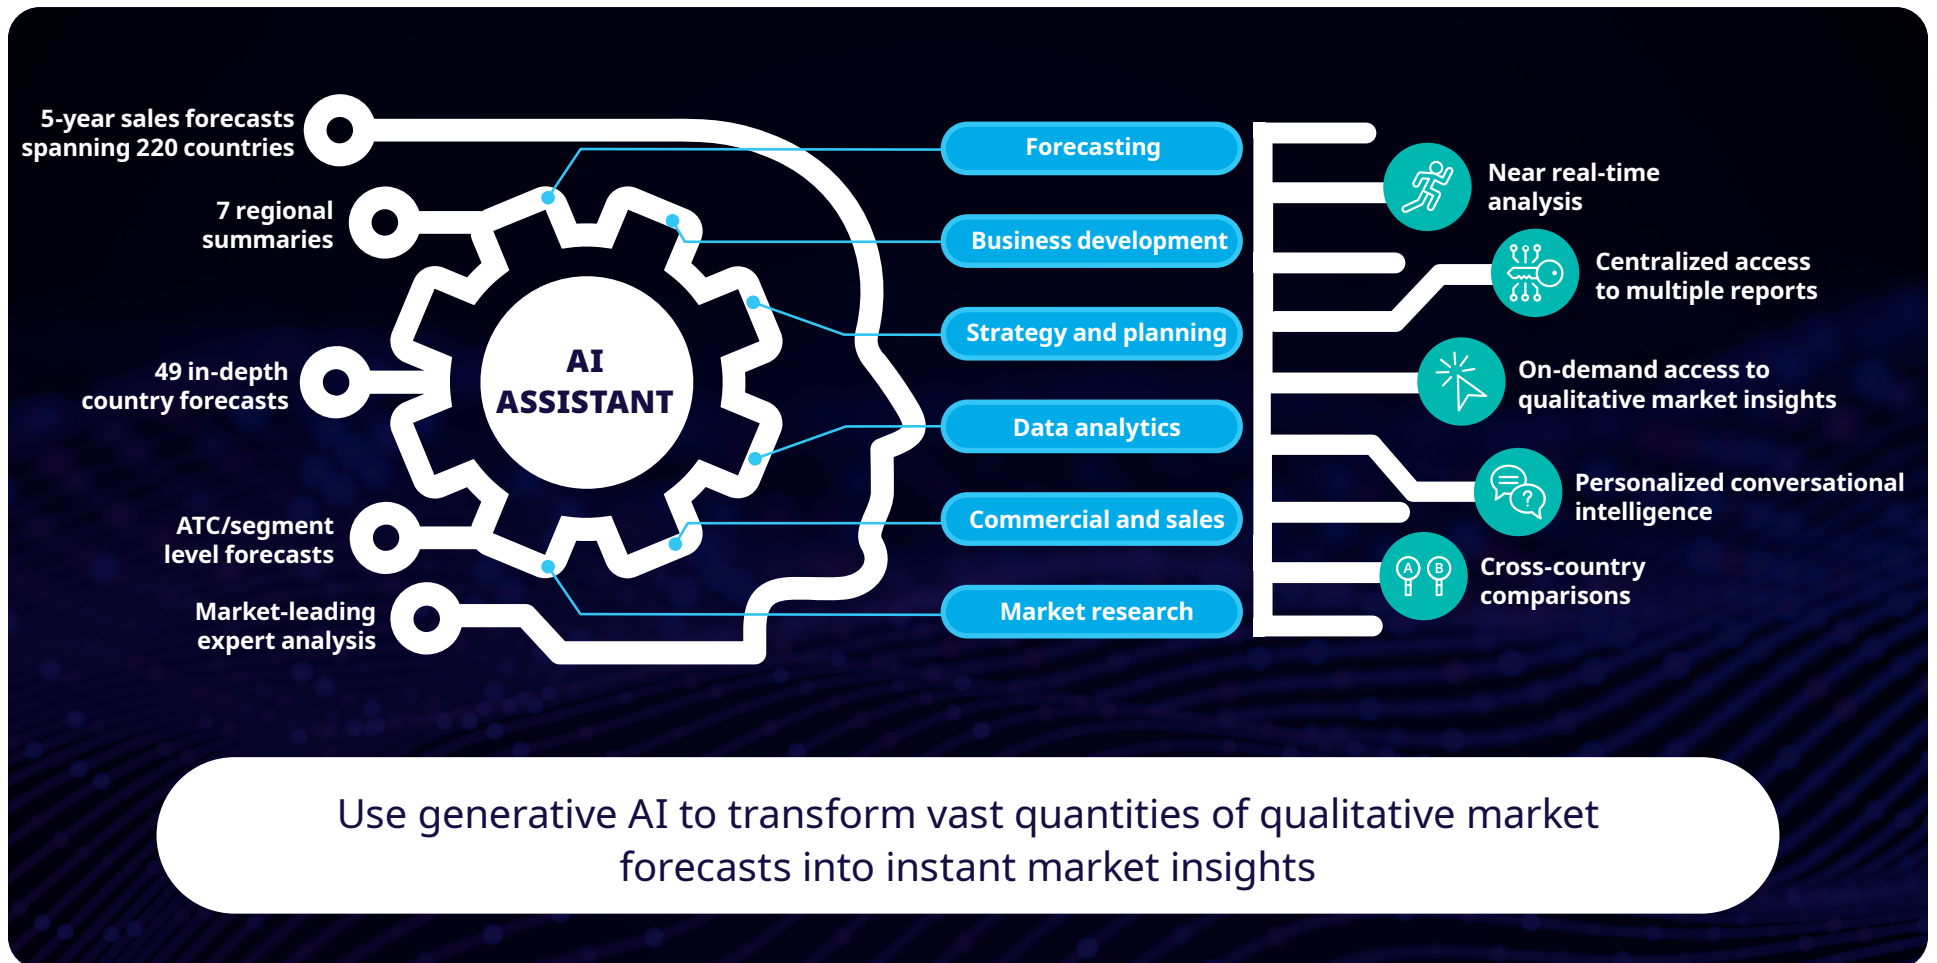 5-year sales forecasts
spanning 220 countries
7 regional
summaries
49 in-depth
country forecasts
ATC/segment
level forecasts
Market-leading
expert analysis
AI
ASSISTANT
Forecasting
Business development
Strategy and planning
Data analytics
Commercial and sales
Market research
Near real-time
analysis
Centralized access
to multiple reports
On-demand access to
qualitative market insights
?
Personalized conversational
intelligence
A B
Cross-country
comparisons
Use generative AI to transform vast quantities of qualitative market
forecasts into instant market insights